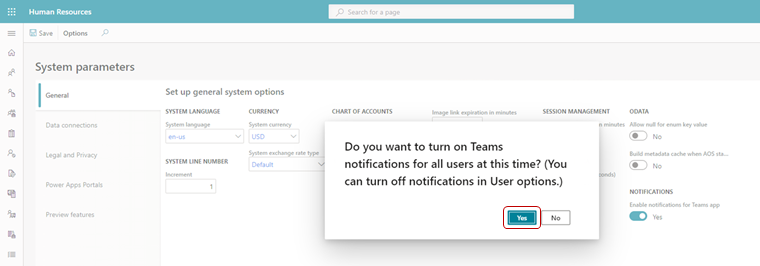 Human Resources
Search for a page
Save
Options
System parameters
General
Data connections
Legal and Privacy
Power Apps Portals
Preview features
Set up general system options
SYSTEM LANGUAGE
System language
en-us
SYSTEM LINE NUMBER
Increment
1
CURRENCY
System currency
USD
System exchange rate type
Default
CHART OF ACCOUNTS
Image link expiration in minutes
SESSION MANAGEMENT
in minutes
ODATA
Allow null for enum key value
No
Build metadata cache when AOS sta...
No
NOTIFICATIONS
Enable notifications for Teams app
Yes
Do you want to turn on Teams
notifications for all users at this time? (You
can turn off notifications in User options.)
Yes
No